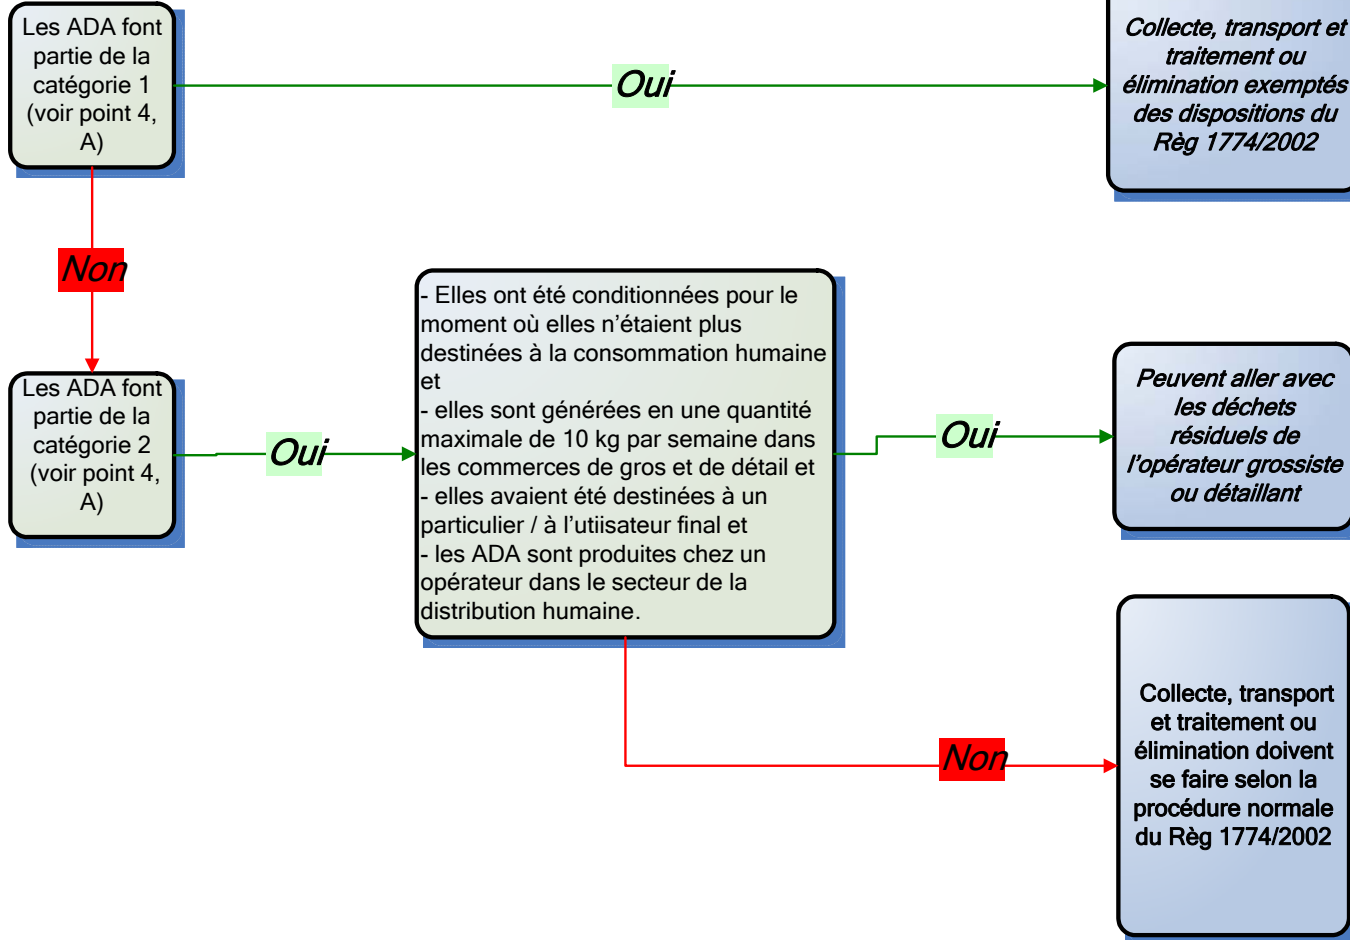 Les ADA font
partie de la
catégorie 1
(voir point 4,
A)
Oui
Collecte, transport et
traitement ou
élimination exemptés
des dispositions du
Règ 1774/2002
Non
Les ADA font
partie de la
catégorie 2
(voir point 4,
A)
Oui
- Elles ont été conditionnées pour le
moment où elles n’étaient plus
destinées à la consommation humaine
et
- elles sont générées en une quantité
maximale de 10 kg par semaine dans
les commerces de gros et de détail et
- elles avaient été destinées à un
particulier / à l’utiisateur final et
- les ADA sont produites chez un
opérateur dans le secteur de la
distribution humaine.
Oui
Peuvent aller avec
les déchets
résiduels de
l’opérateur grossiste
ou détaillant
Non
Collecte, transport
et traitement ou
élimination doivent
se faire selon la
procédure normale
du Règ 1774/2002